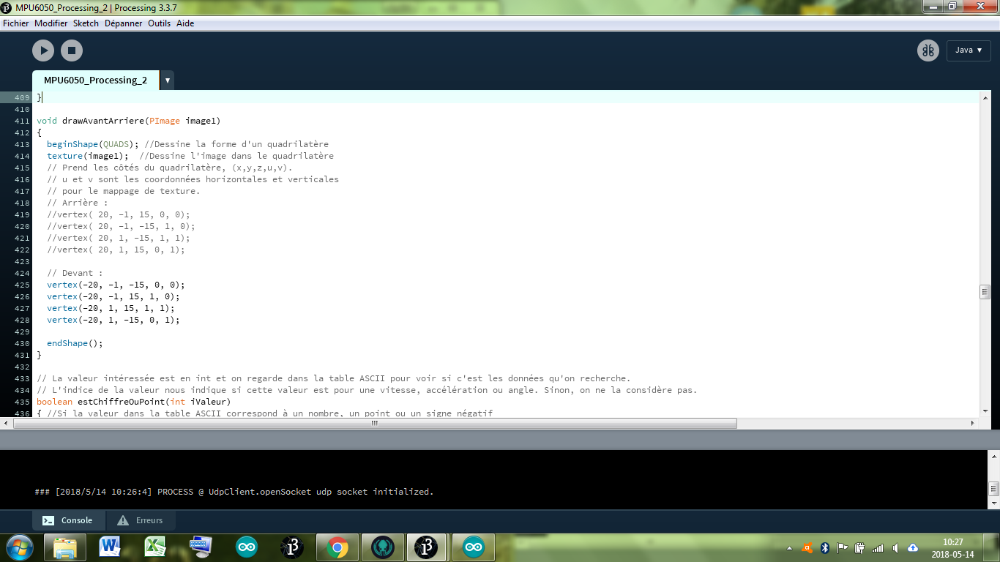 MPU6050_Processing_2 | Processing 3.3.7
Fichier Modifier Sketch Dépanner Outils Aide
Java ▾
MPU6050_Processing_2 ▾
409 }
410
411 void drawAvantArriere(PImage image1)
412 {
413 beginShape(QUADS); //Dessine la forme d'un quadrilatère
414 texture(image1); //Dessine l'image dans le quadrilatère
415 // Prend les côtés du quadrilatère, (x,y,z,u,v).
416 // u et v sont les coordonnées horizontales et verticales
417 // pour le mappage de texture.
418 // Arrière :
419 //vertex( 20, -1, 15, 0, 0);
420 //vertex( 20, -1, -15, 1, 0);
421 //vertex( 20, 1, -15, 1, 1);
422 //vertex( 20, 1, 15, 0, 1);
423
424 // Devant :
425 vertex(-20, -1, -15, 0, 0);
426 vertex(-20, -1, 15, 1, 0);
427 vertex(-20, 1, 15, 1, 1);
428 vertex(-20, 1, -15, 0, 1);
429
430 endShape();
431 }
432
433 // La valeur intéressée est en int et on regarde dans la table ASCII pour voir si c'est les données qu'on recherche.
434 // L'indice de la valeur nous indique si cette valeur est pour une vitesse, accélération ou angle. Sinon, on ne la considère pas.
435 boolean estChiffreOuPoint(int iValeur)
436 { //Si la valeur dans la table ASCII correspond à un nombre, un point ou un signe négatif
### [2018/5/14 10:26:4] PROCESS @ UdpClient.openSocket udp socket initialized.
Console Erreurs
10:27
2018-05-14